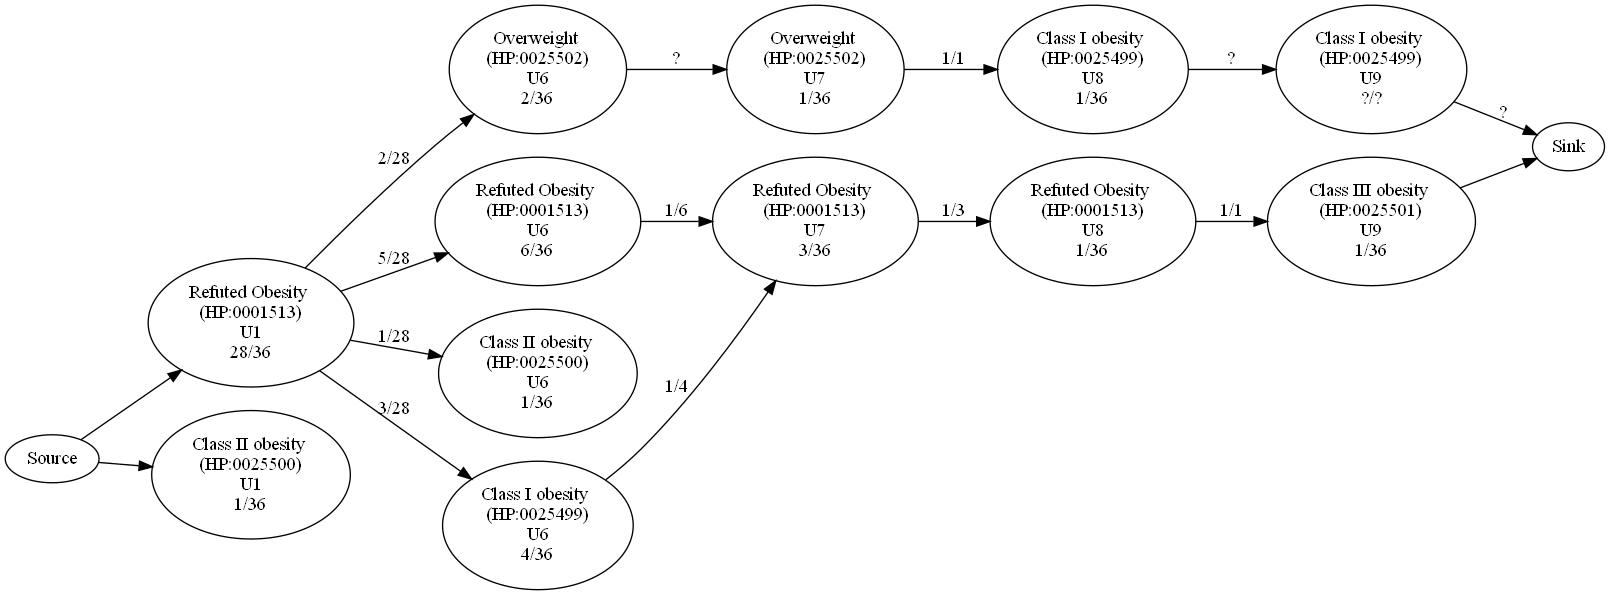 Overweight
(HP:0025502)
U6
2/36
?
Overweight
(HP:0025502)
U7
1/36
1/1
Class I obesity
(HP:0025499)
U8
1/36
?
Class I obesity
(HP:0025499)
U9
?/?
?
Sink
2/28
Refuted Obesity
(HP:0001513)
U6
6/36
1/6
Refuted Obesity
(HP:0001513)
U7
3/36
1/3
Refuted Obesity
(HP:0001513)
U8
1/36
1/1
Class III obesity
(HP:0025501)
U9
1/36
5/28
Refuted Obesity
(HP:0001513)
U1
28/36
1/28
Class II obesity
(HP:0025500)
U6
1/36
3/28
1/4
Source
Class II obesity
(HP:0025500)
U1
1/36
Class I obesity
(HP:0025499)
U6
4/36